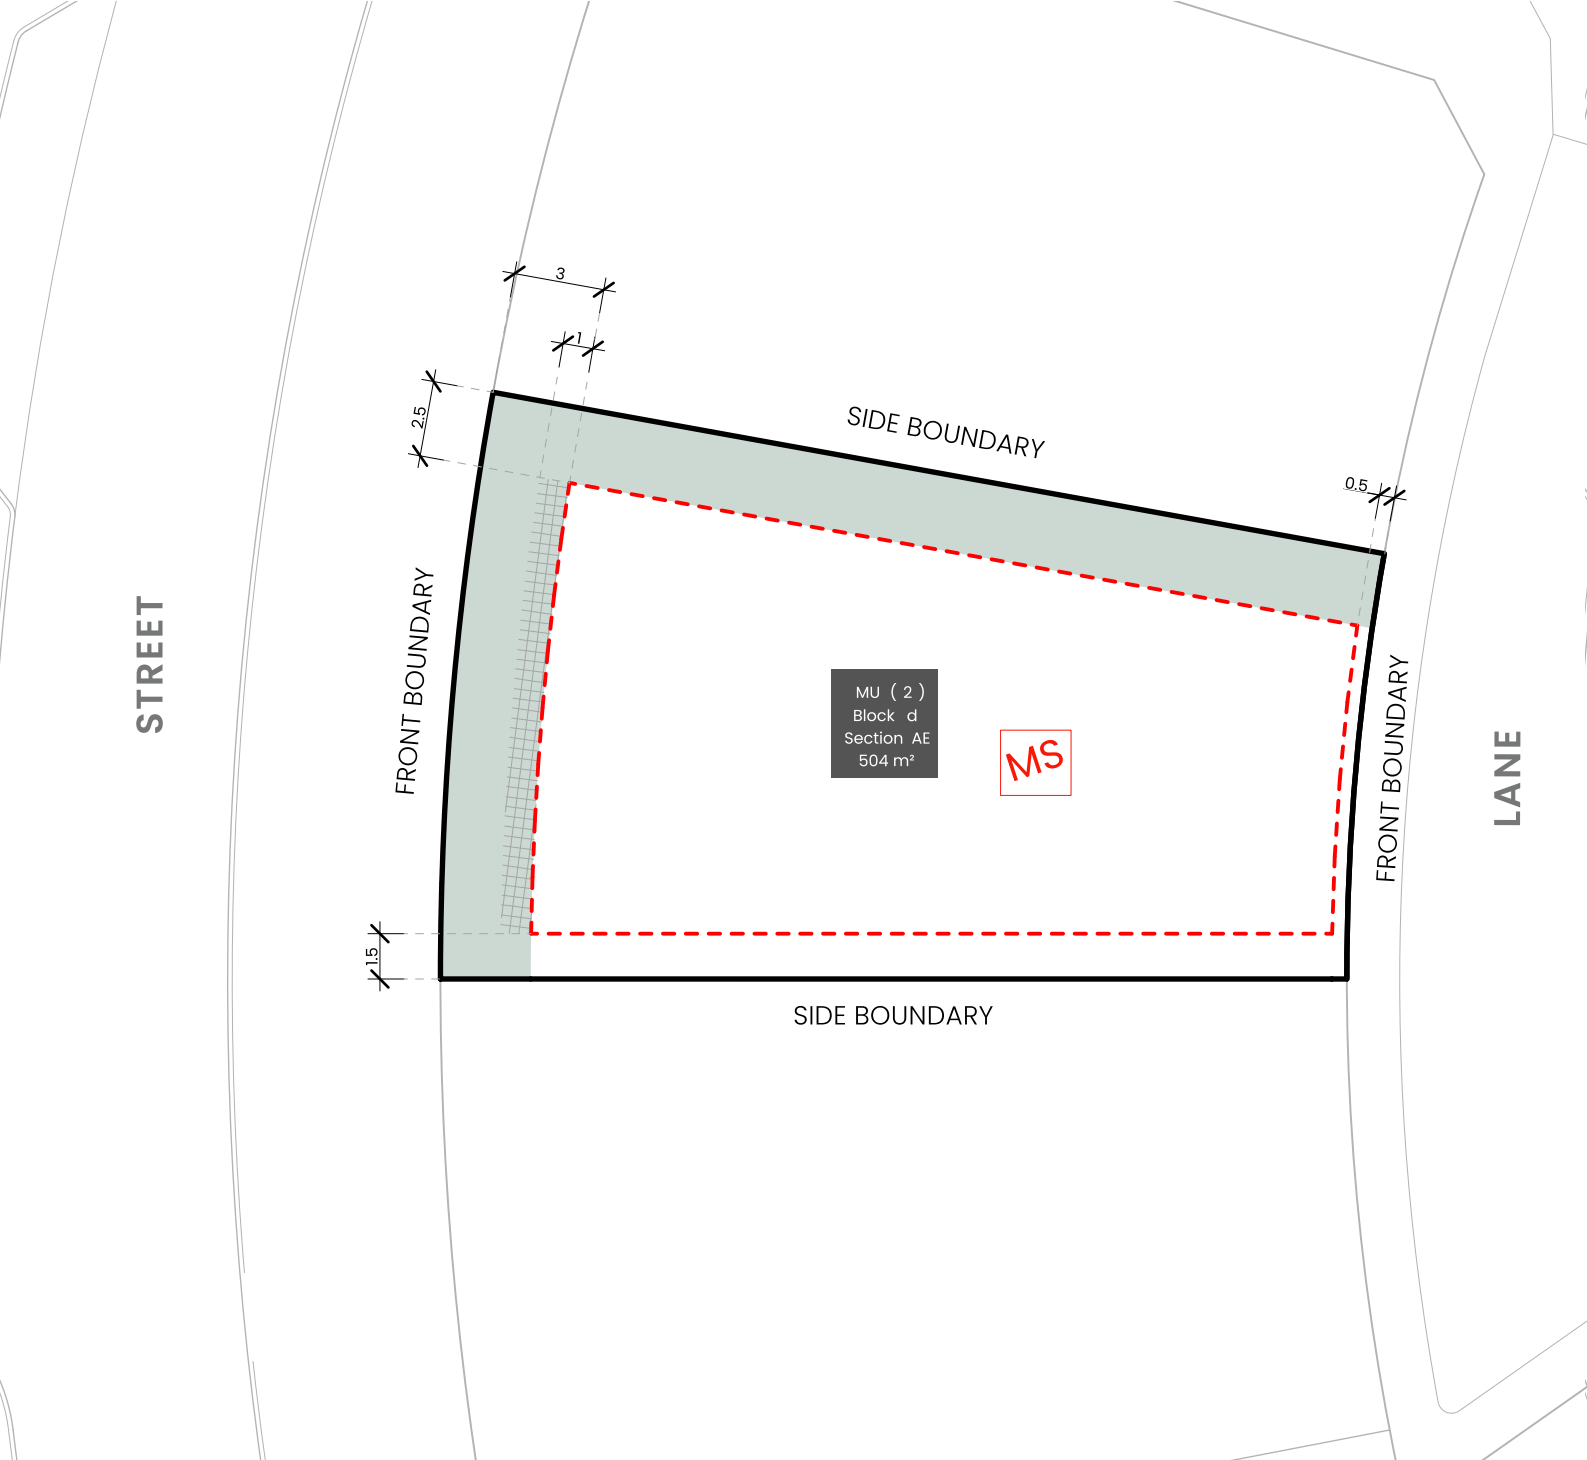 3
1
2.5
SIDE BOUNDARY
0.5
STREET
FRONT BOUNDARY
MU ( 2 )
Block d
Section AE
504 m²
MS
FRONT BOUNDARY
LANE
1.5
SIDE BOUNDARY